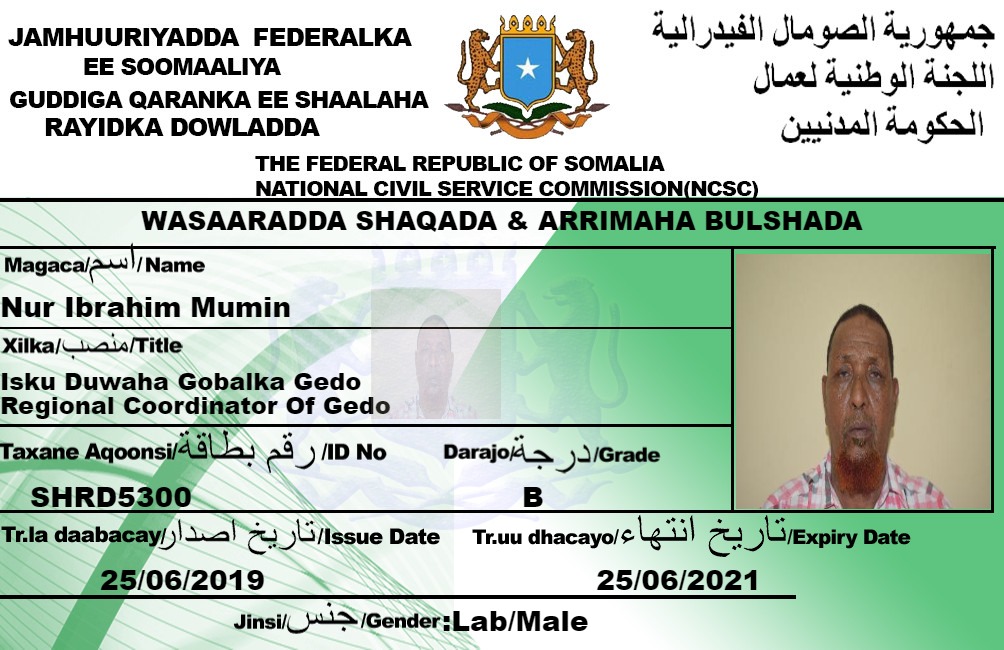 JAMHUURIYADDA FEDERALKA
EE SOOMAALIYA
GUDDIGA QARANKA EE SHAALAHA
RAYIDKA DOWLADDA
جمهورية الصومال الفيدرالية
اللجنة الوطنية لعمال
الحكومة المدنيين
THE FEDERAL REPUBLIC OF SOMALIA
NATIONAL CIVIL SERVICE COMMISSION(NCSC)
WASAARADDA SHAQADA & ARRIMAHA BULSHADA
Magaca/اسم/Name
Nur Ibrahim Mumin
Xilka/منصب/Title
Isku Duwaha Gobalka Gedo
Regional Coordinator Of Gedo
Taxane Aqoonsi/رقم بطاقة/ID No
Darajo/درجة/Grade
SHRD5300
B
Tr.la daabacay/تاريخ اصدار/Issue Date
Tr.uu dhacayo/تاريخ انتهاء/Expiry Date
25/06/2019
25/06/2021
Jinsi/جنس/Gender:Lab/Male